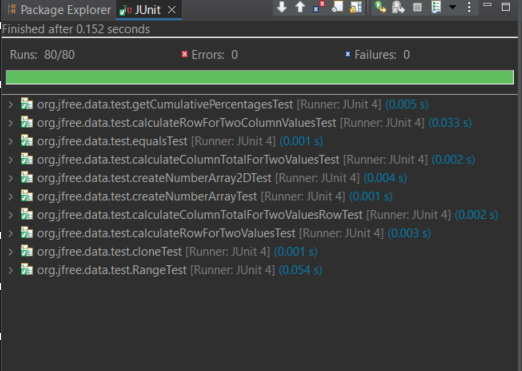 Package Explorer JUnit
Finished after 0.152 seconds
Runs: 80/80 Errors: 0 Failures: 0
org.jfree.data.test.getCumulativePercentagesTest [Runner: JUnit 4] (0.005 s)
org.jfree.data.test.calculateRowForTwoColumnValuesTest [Runner: JUnit 4] (0.033 s)
org.jfree.data.test.equalsTest [Runner: JUnit 4] (0.001 s)
org.jfree.data.test.calculateColumnTotalForTwoValuesTest [Runner: JUnit 4] (0.002 s)
org.jfree.data.test.createNumberArray2DTest [Runner: JUnit 4] (0.004 s)
org.jfree.data.test.createNumberArrayTest [Runner: JUnit 4] (0.001 s)
org.jfree.data.test.calculateColumnTotalForTwoValuesRowTest [Runner: JUnit 4] (0.002 s)
org.jfree.data.test.calculateRowForTwoValuesTest [Runner: JUnit 4] (0.003 s)
org.jfree.data.test.cloneTest [Runner: JUnit 4] (0.001 s)
org.jfree.data.test.RangeTest [Runner: JUnit 4] (0.054 s)